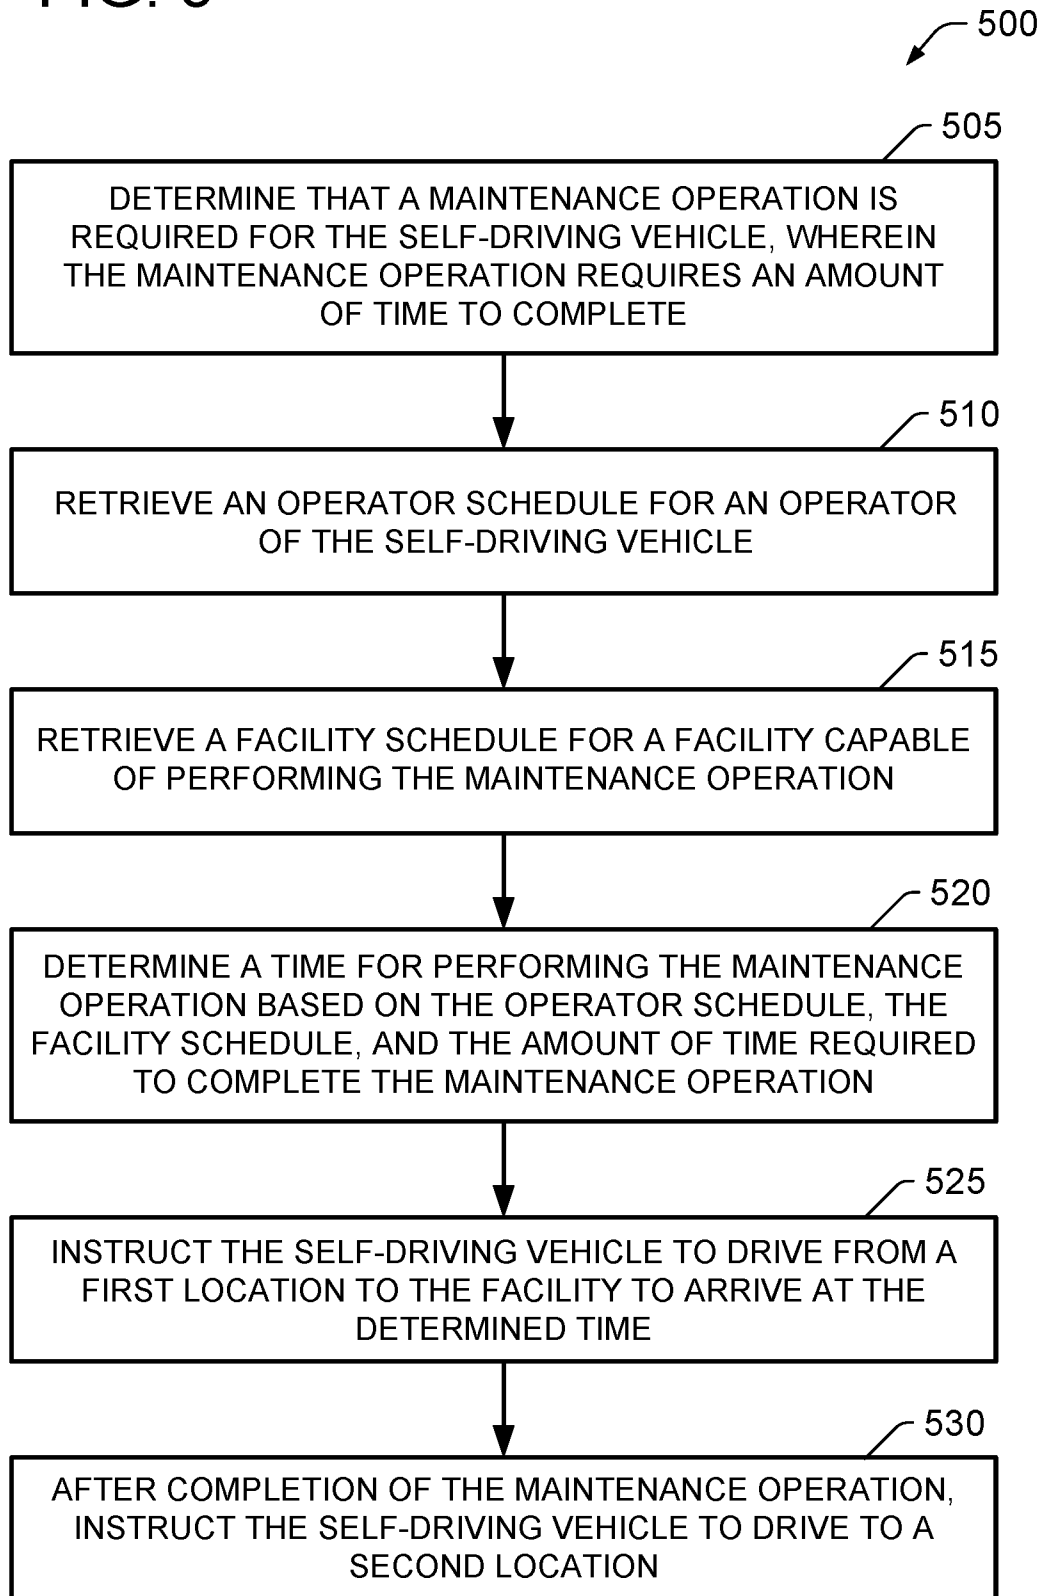 500
505
DETERMINE THAT A MAINTENANCE OPERATION IS
REQUIRED FOR THE SELF-DRIVING VEHICLE, WHEREIN
THE MAINTENANCE OPERATION REQUIRES AN AMOUNT
OF TIME TO COMPLETE
510
RETRIEVE AN OPERATOR SCHEDULE FOR AN OPERATOR
OF THE SELF-DRIVING VEHICLE
515
RETRIEVE A FACILITY SCHEDULE FOR A FACILITY CAPABLE
OF PERFORMING THE MAINTENANCE OPERATION
520
DETERMINE A TIME FOR PERFORMING THE MAINTENANCE
OPERATION BASED ON THE OPERATOR SCHEDULE, THE
FACILITY SCHEDULE, AND THE AMOUNT OF TIME REQUIRED
TO COMPLETE THE MAINTENANCE OPERATION
525
INSTRUCT THE SELF-DRIVING VEHICLE TO DRIVE FROM A
FIRST LOCATION TO THE FACILITY TO ARRIVE AT THE
DETERMINED TIME
530
AFTER COMPLETION OF THE MAINTENANCE OPERATION,
INSTRUCT THE SELF-DRIVING VEHICLE TO DRIVE TO A
SECOND LOCATION